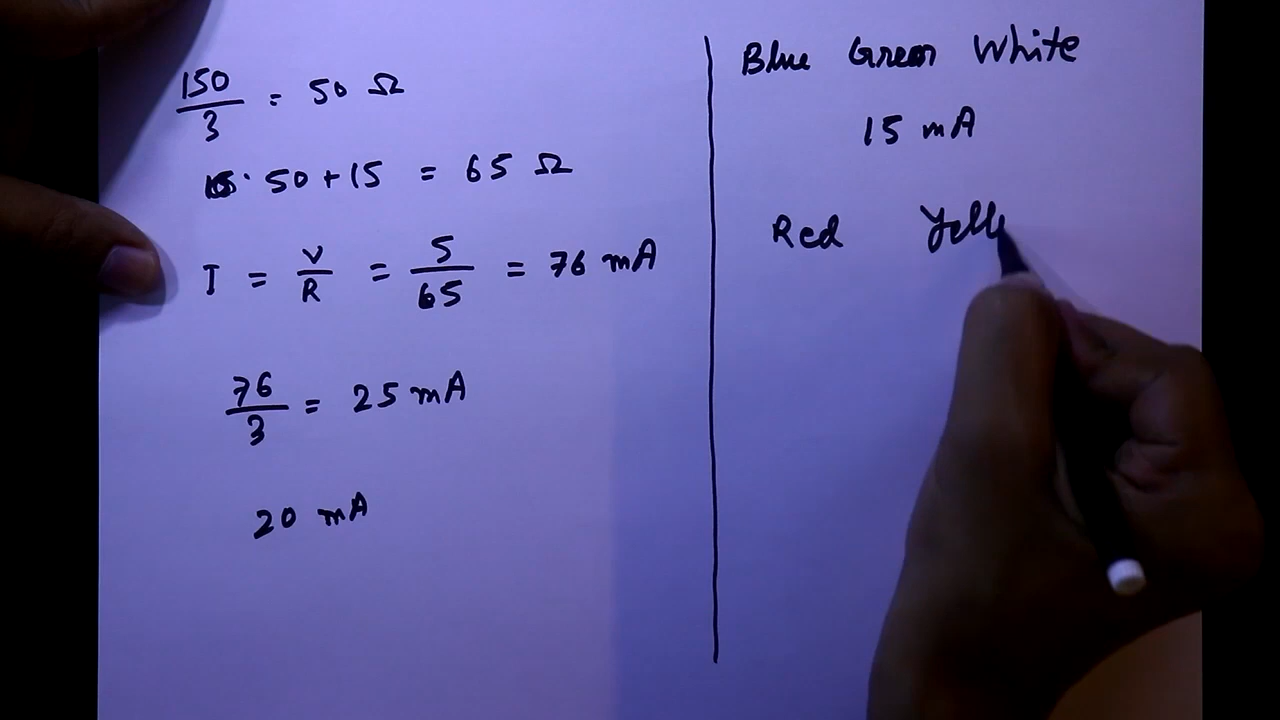 150/3 = 50 Ω
50 + 15 = 65 Ω
I = V/R = 5/65 = 76 mA
76/3 = 25 mA
20 mA
Blue Green White
15 mA
Red Yelle